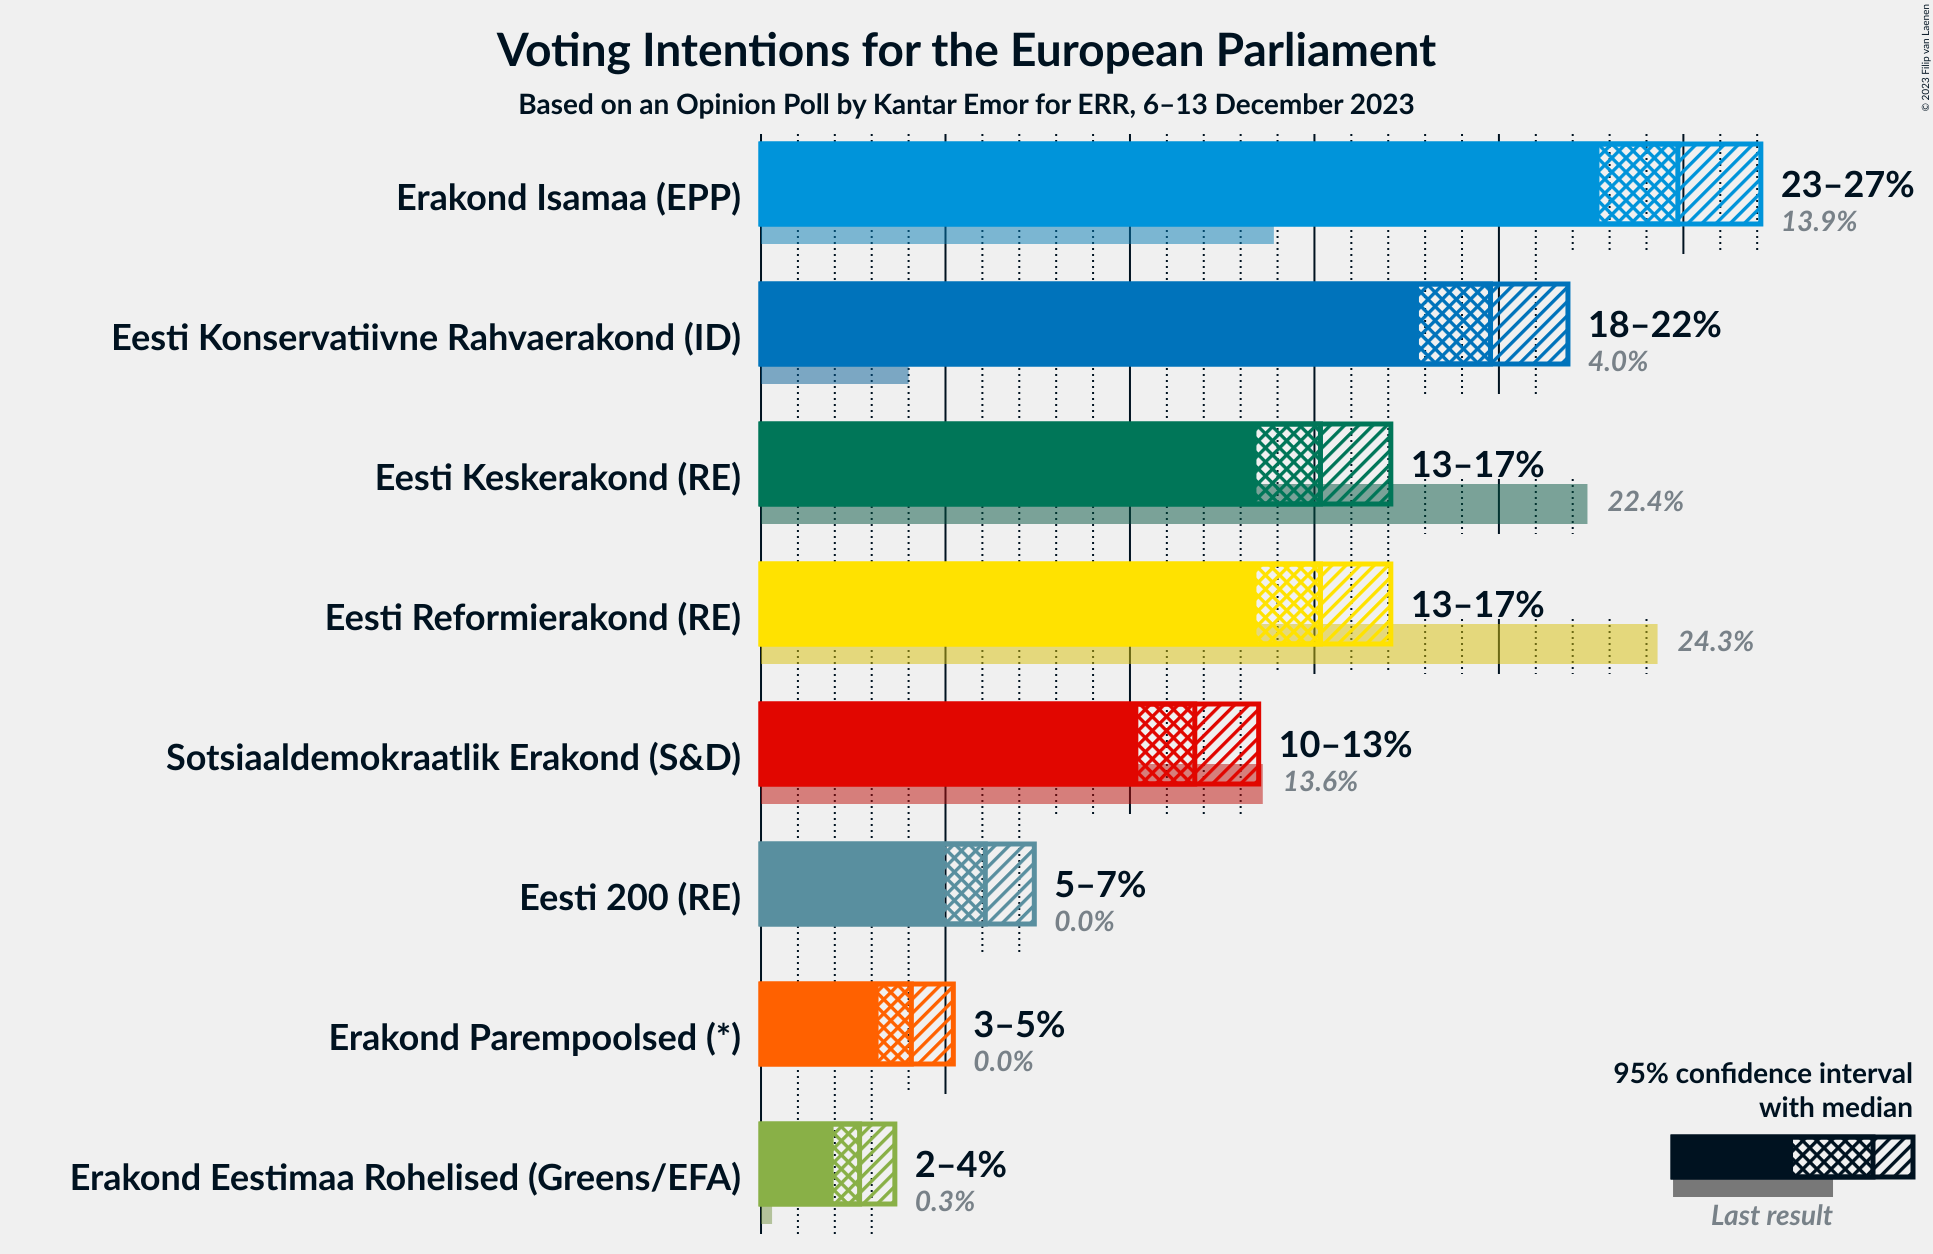 Voting Intentions for the European Parliament
Based on an Opinion Poll by Kantar Emor for ERR, 6–13 December 2023
© 2023 Filip van Laenen
Erakond Isamaa (EPP)
23–27%
13.9%
Eesti Konservatiivne Rahvaerakond (ID)
18–22%
4.0%
Eesti Keskerakond (RE)
13–17%
22.4%
Eesti Reformierakond (RE)
13–17%
24.3%
Sotsiaaldemokraatlik Erakond (S&D)
10–13%
13.6%
Eesti 200 (RE)
5–7%
0.0%
Erakond Parempoolsed (*)
3–5%
0.0%
Erakond Eestimaa Rohelised (Greens/EFA)
2–4%
0.3%
95% confidence interval
with median
Last result